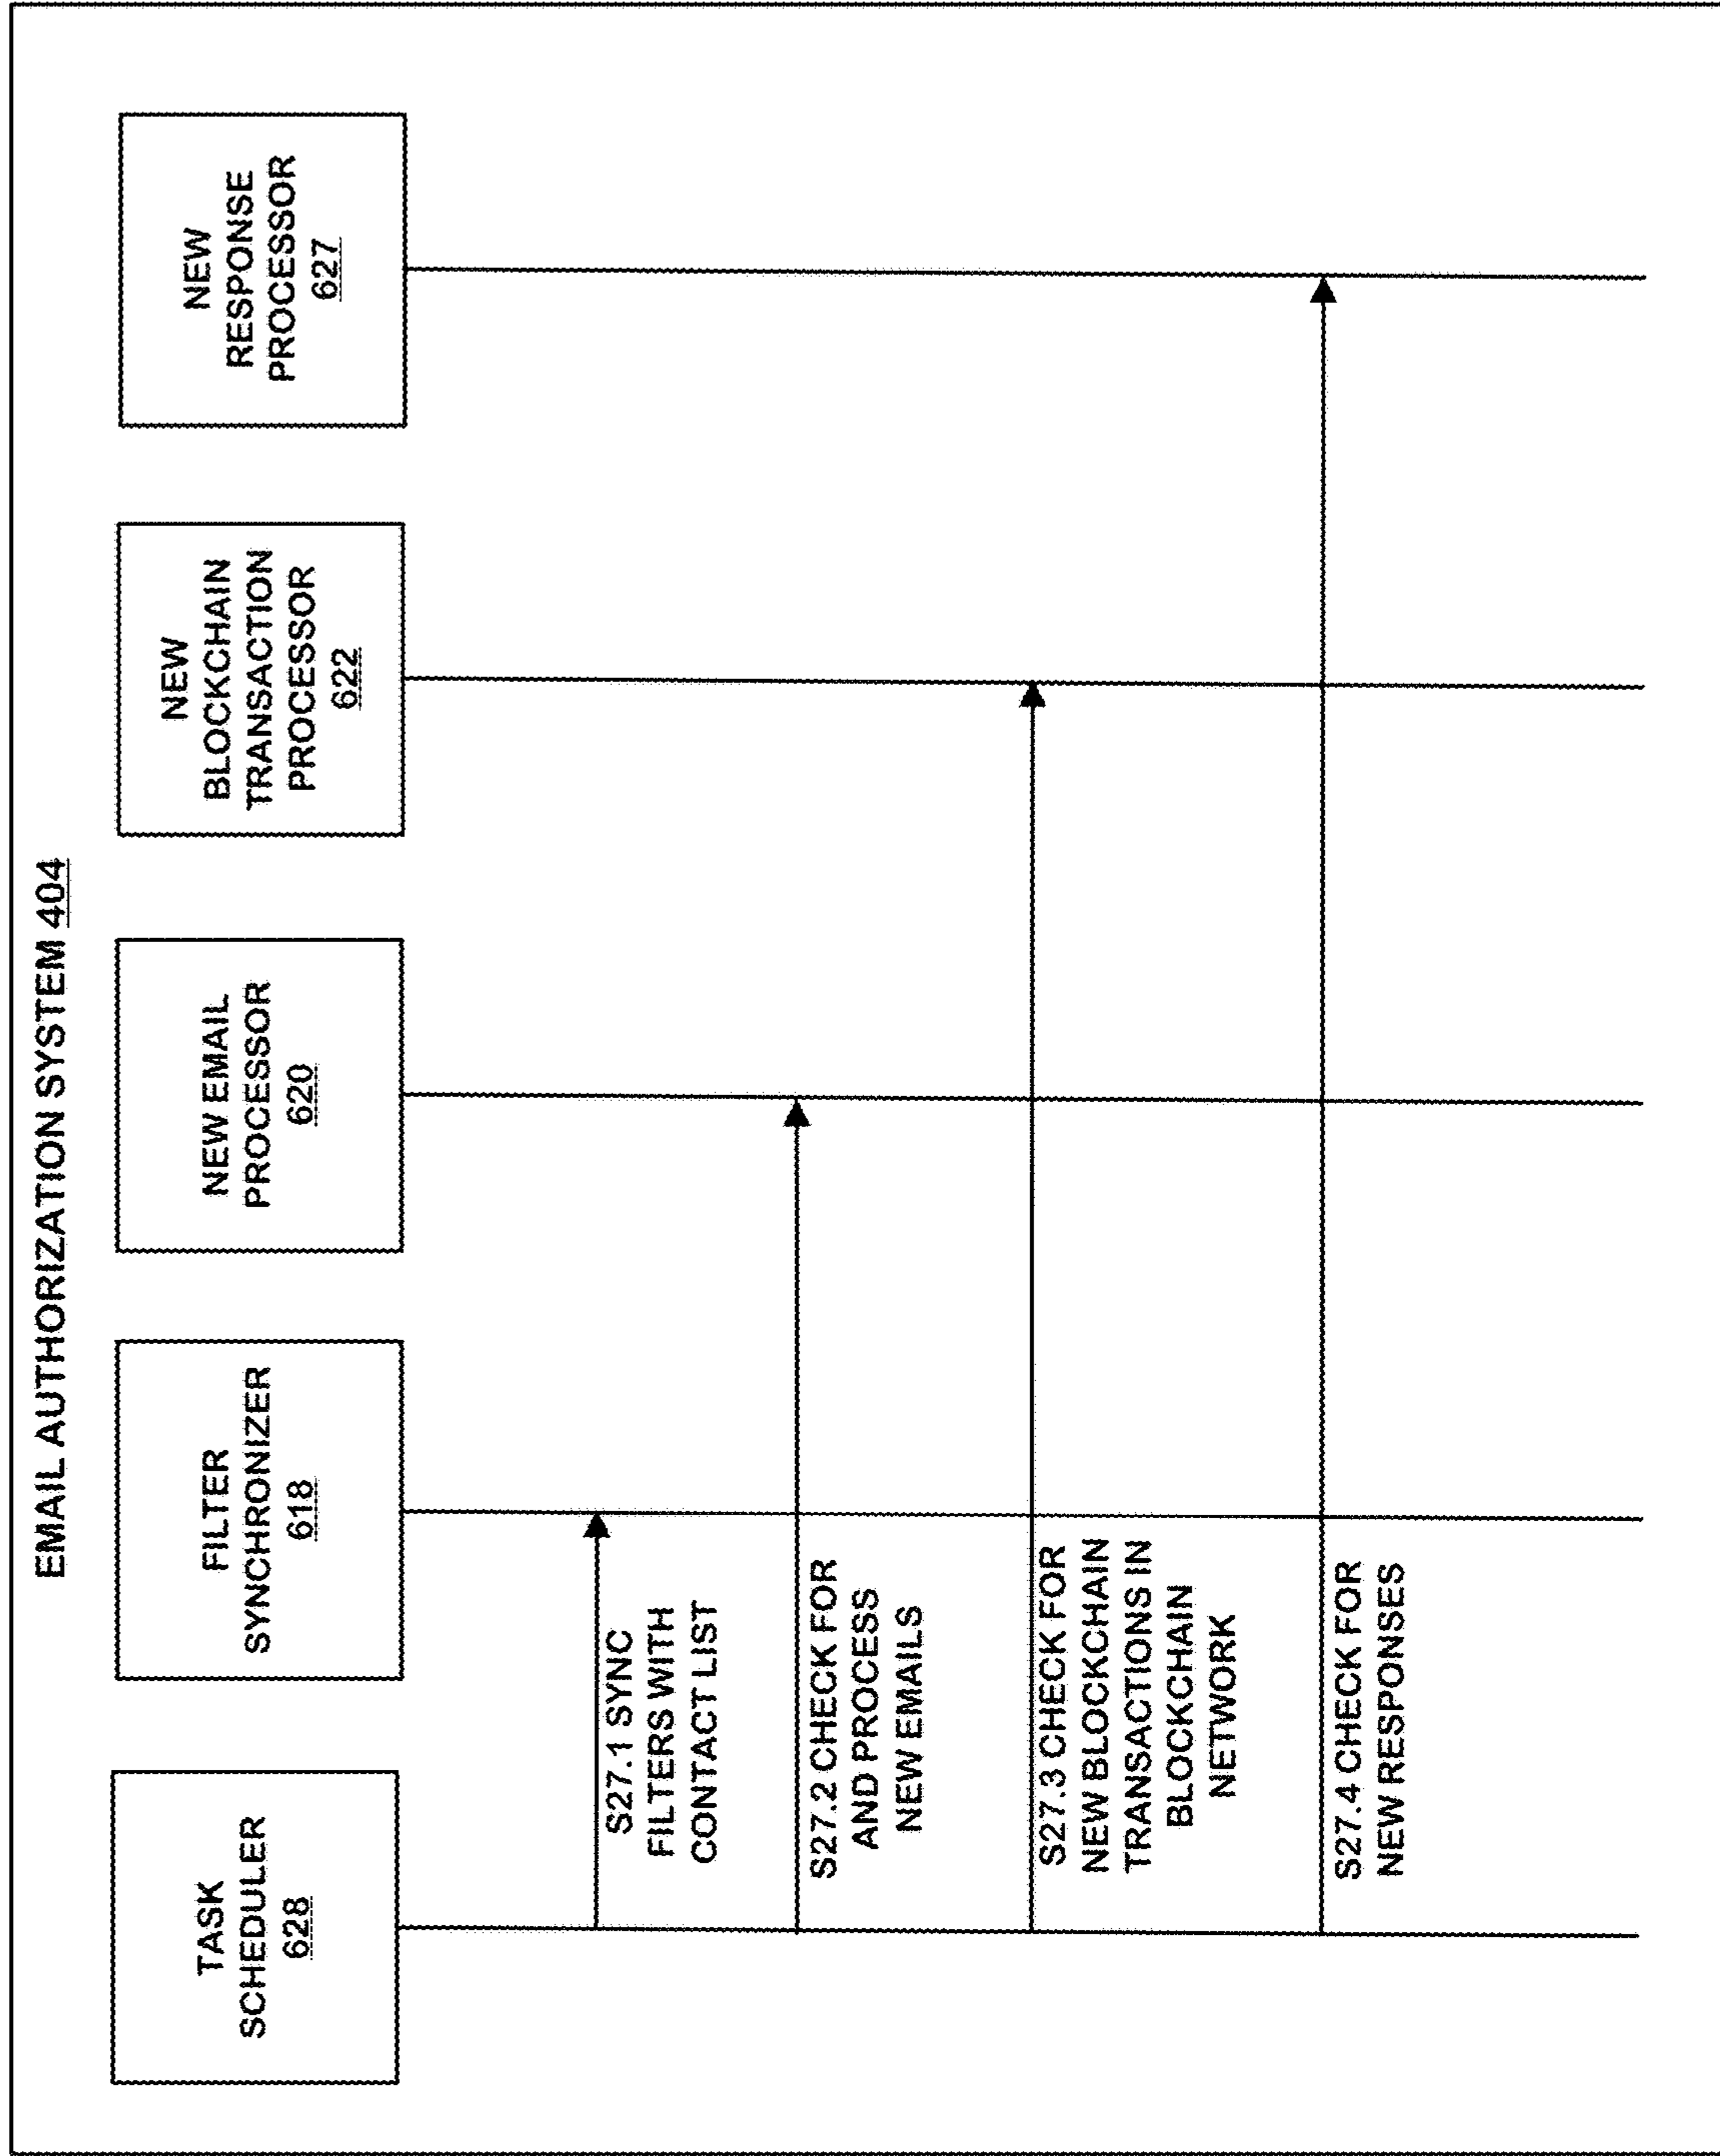 EMAIL AUTHORIZATION SYSTEM 404
TASK
SCHEDULER
628
FILTER
SYNCHRONIZER
618
NEW EMAIL
PROCESSOR
620
NEW
BLOCKCHAIN
TRANSACTION
PROCESSOR
622
NEW
RESPONSE
PROCESSOR
627
S27.1 SYNC
FILTERS WITH
CONTACT LIST
S27.2 CHECK FOR
AND PROCESS
NEW EMAILS
S27.3 CHECK FOR
NEW BLOCKCHAIN
TRANSACTIONS IN
BLOCKCHAIN
NETWORK
S27.4 CHECK FOR
NEW RESPONSES